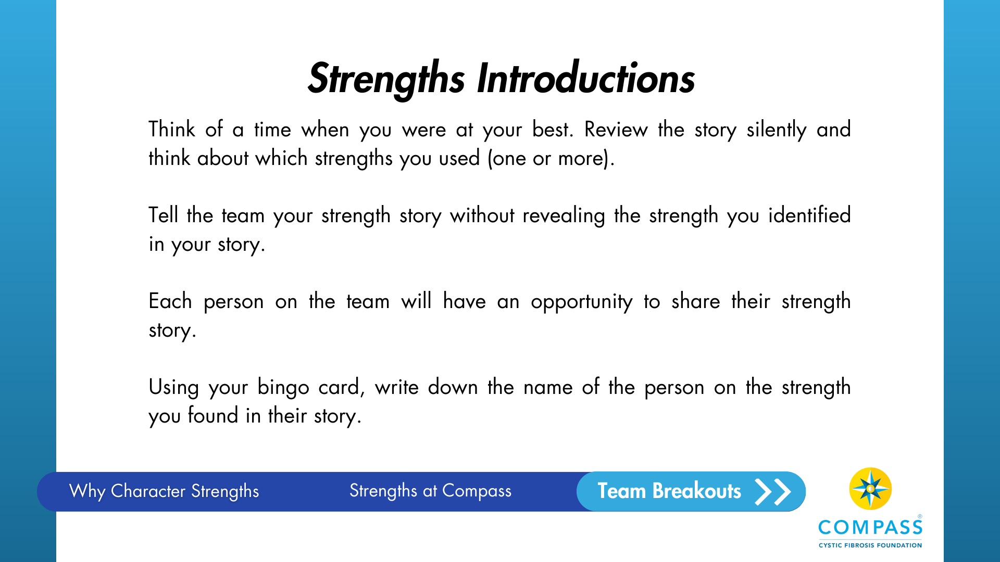 Strengths Introductions
Think of a time when you were at your best. Review the story silently and
think about which strengths you used (one or more).
Tell the team your strength story without revealing the strength you identified
in your story.
Each person on the team will have an opportunity to share their strength
story.
Using your bingo card, write down the name of the person on the strength
you found in their story.
Why Character Strengths
Strengths at Compass
Team Breakouts
COMPASS®
CYSTIC FIBROSIS FOUNDATION